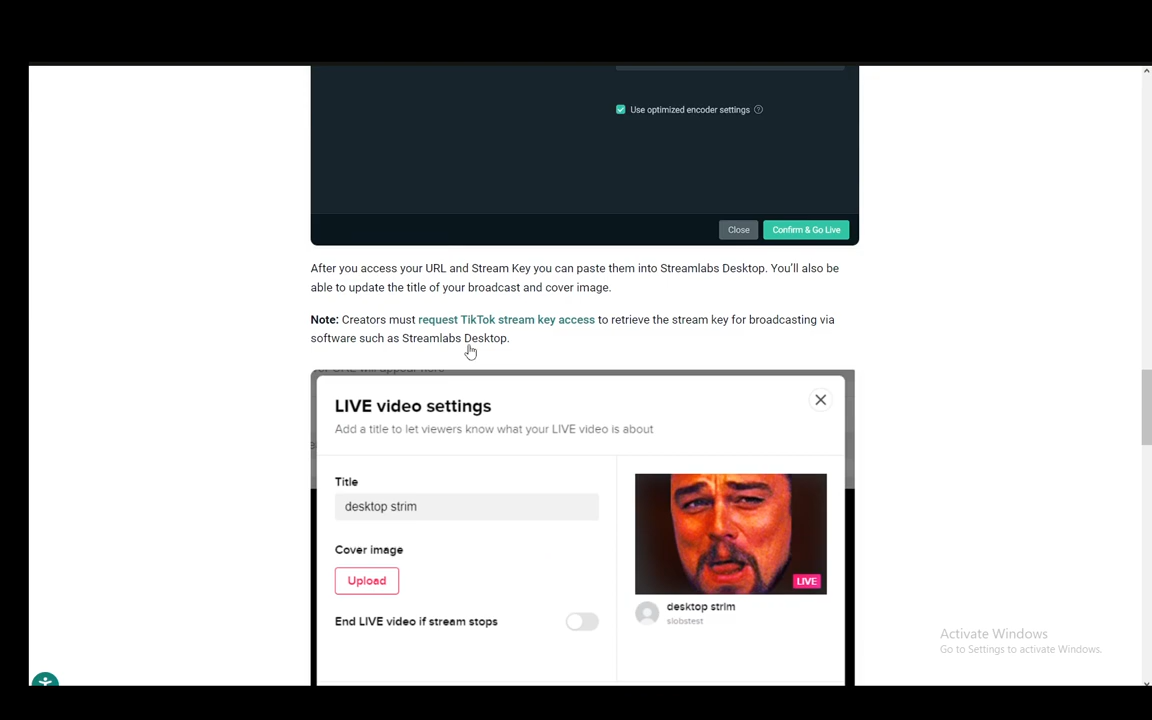 Use optimized encoder settings
Close
Confirm & Go Live
After you access your URL and Stream Key you can paste them into Streamlabs Desktop. You'll also be
able to update the title of your broadcast and cover image.
Note: Creators must request TikTok stream key access to retrieve the stream key for broadcasting via
software such as Streamlabs Desktop.
LIVE video settings
Add a title to let viewers know what your LIVE video is about
Title
desktop strim
Cover image
Upload
LIVE
desktop strim
slobstest
End LIVE video if stream stops
Activate Windows
Go to Settings to activate Windows.